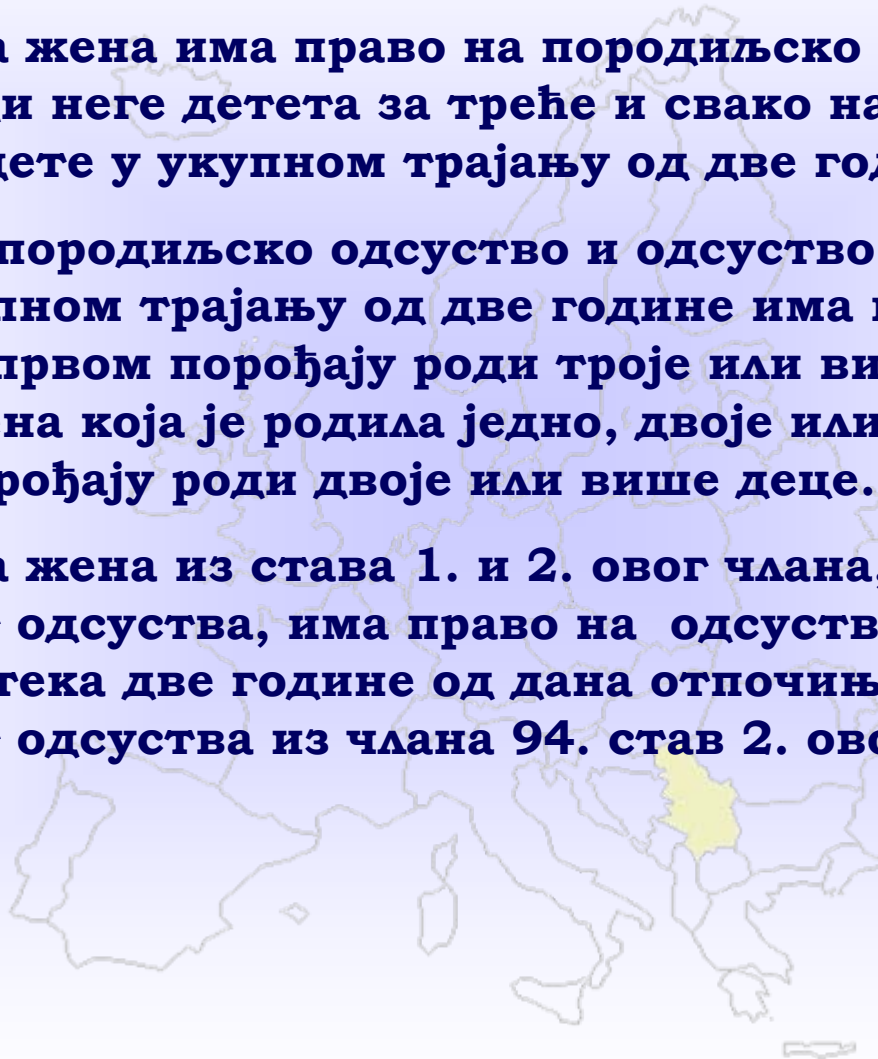 а жена има право на породиљско
ди неге детета за треће и свако на
дете у укупном трајању од две год
породиљско одсуство и одсуство
пном трајању од две године има
првом порођају роди троје или ви
на која је родила једно, двоје или
рођају роди двоје или више деце.
а жена из става 1. и 2. овог члана,
одсуства, има право на  одсуств
тека две године од дана отпочињ
одсуства из члана 94. став 2. ово